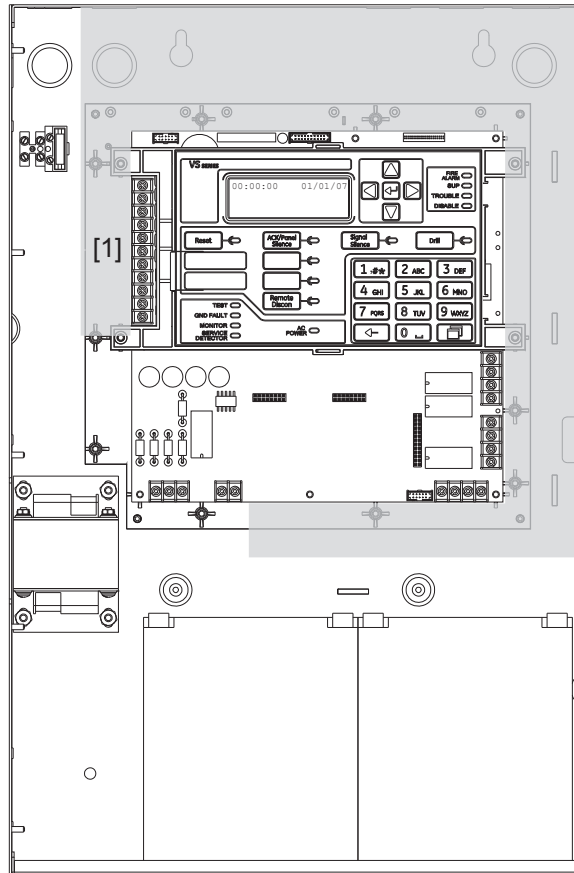 VS SERIES
00:00:00 01/01/07
FIRE
ALARM
SUP
TROUBLE
DISABLE
[1]
Reset
ACK/Panel
Silence
Signal
Silence
Drill
Remote
Discon
1 :#*
2 ABC
3 DEF
4 GHI
5 JKL
6 MNO
7 PQRS
8 TUV
9 WXYZ
0
TEST
GND FAULT
MONITOR
SERVICE
DETECTOR
AC
POWER